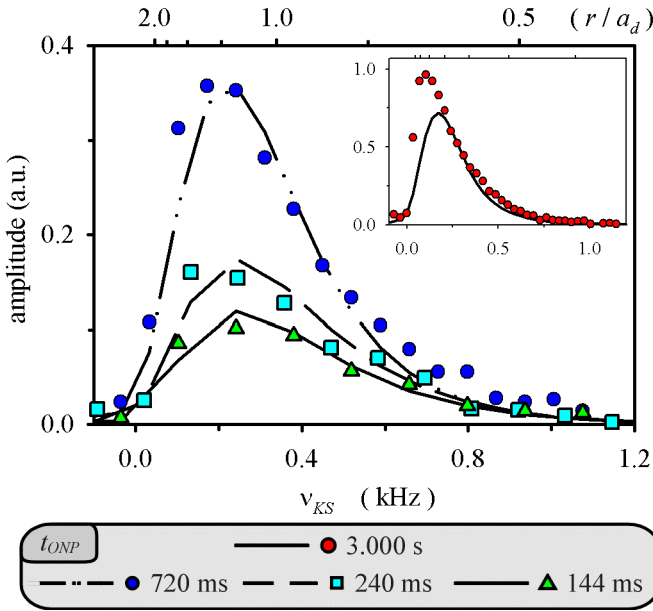 2.0 1.0 0.5 (r / a_d)
0.4
0.2
0.0
amplitude (a.u.)
1.0
0.5
0.0
0.0 0.5 1.0
0.0 0.4 0.8 1.2
ν_KS ( kHz )
t_ONP
3.000 s
720 ms 240 ms 144 ms